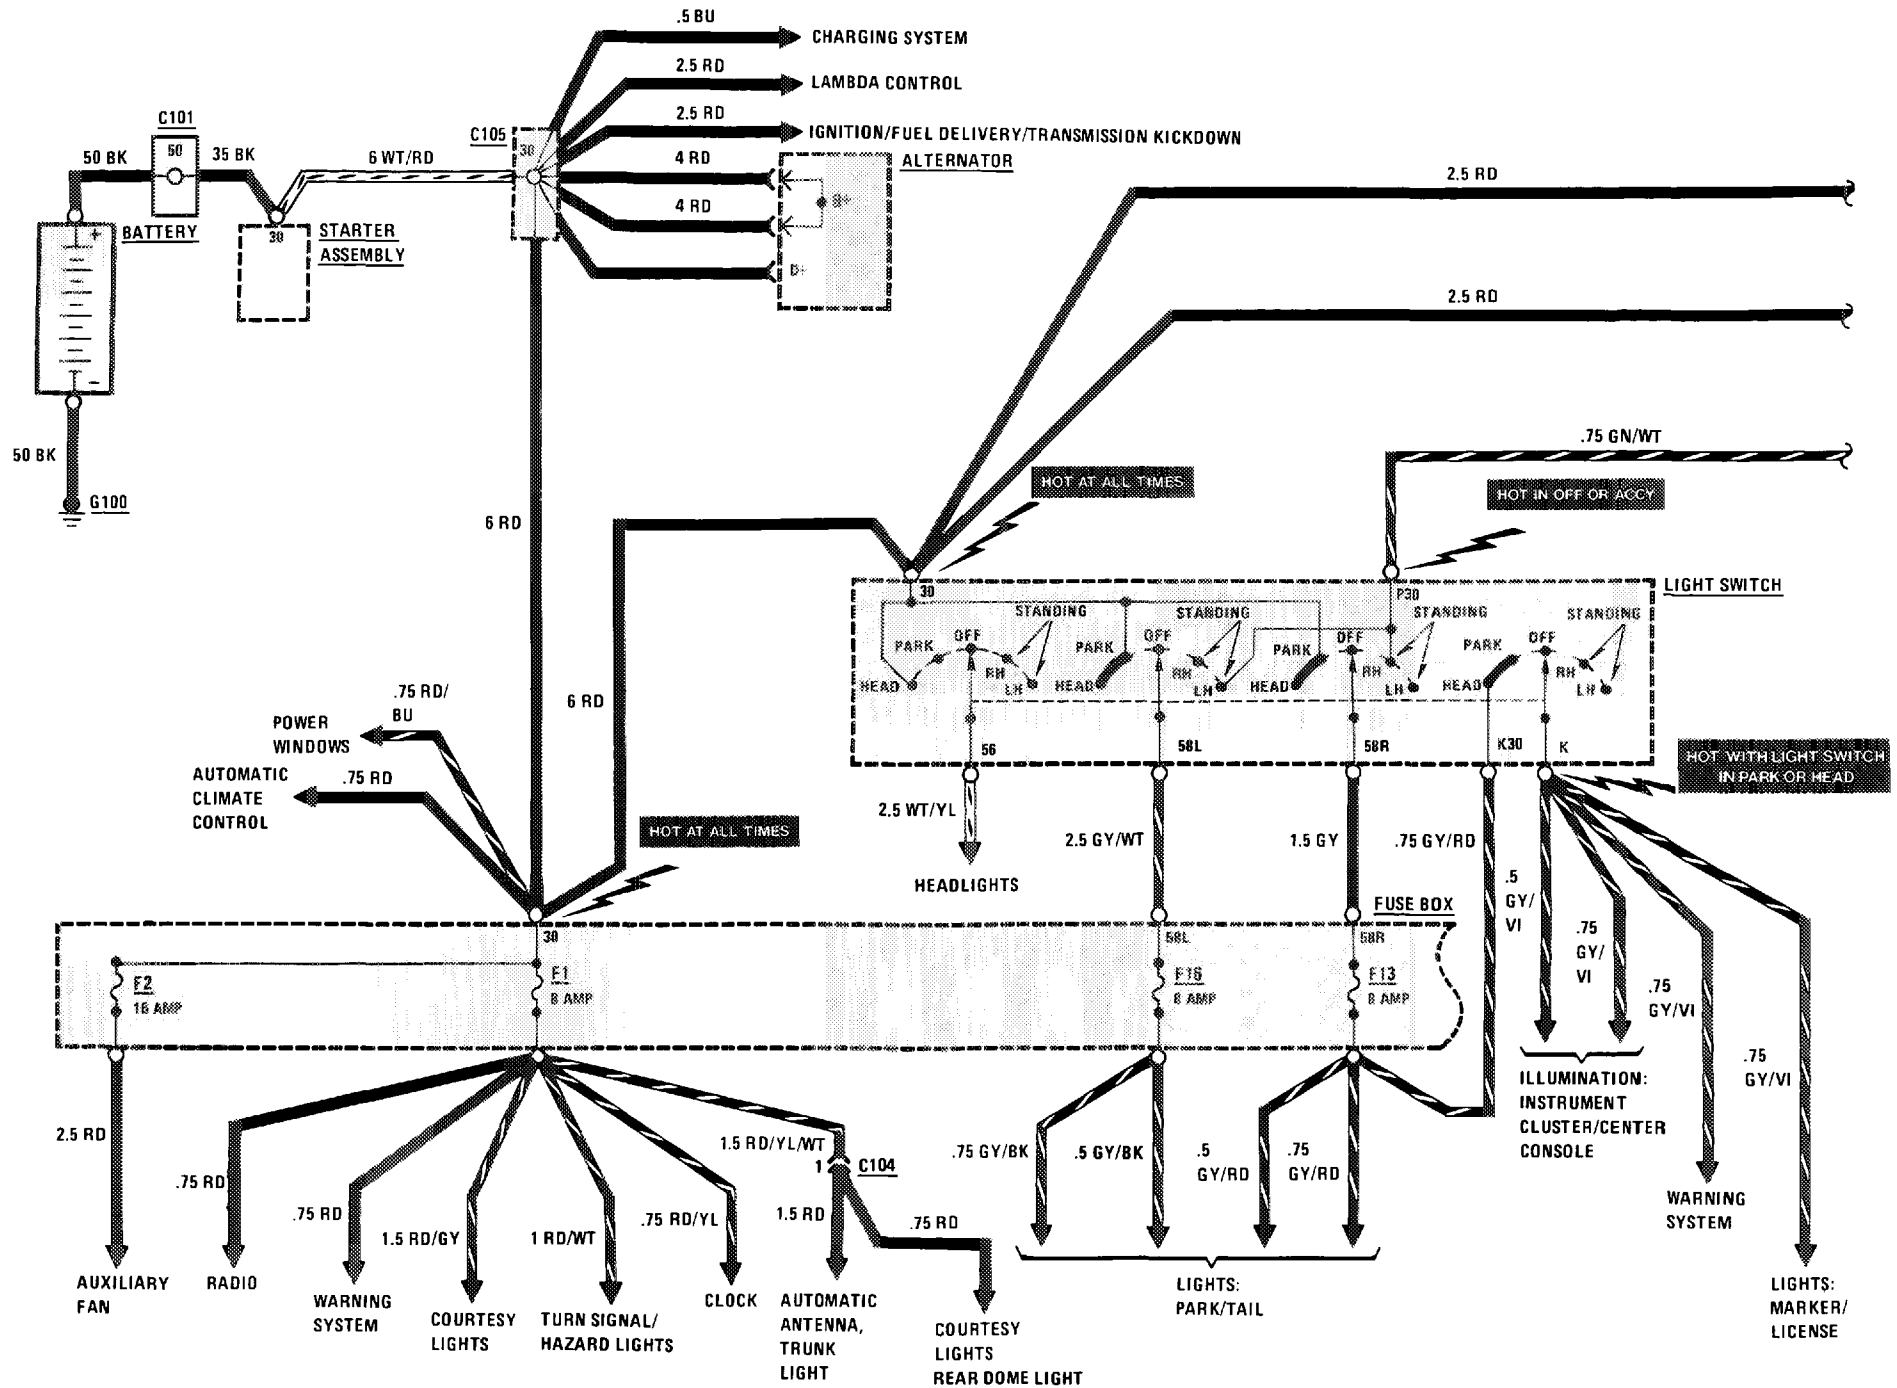 .5 BU
CHARGING SYSTEM
2.5 RD
LAMBDA CONTROL
2.5 RD
IGNITION/FUEL DELIVERY/TRANSMISSION KICKDOWN
C101
50
50 BK
35 BK
6 WT/RD
C105
30
4 RD
ALTERNATOR
B+
4 RD
D+
2.5 RD
2.5 RD
+
BATTERY
-
30
STARTER
ASSEMBLY
50 BK
G100
6 RD
.75 GN/WT
HOT AT ALL TIMES
HOT IN OFF OR ACCY
LIGHT SWITCH
30
P30
STANDING
STANDING
STANDING
STANDING
PARK
OFF
RH
LH
HEAD
PARK
OFF
RH
LH
HEAD
PARK
OFF
RH
LH
HEAD
PARK
OFF
RH
LH
HEAD
56
58L
58R
K30
K
6 RD
.75 RD/
BU
POWER
WINDOWS
AUTOMATIC
CLIMATE
CONTROL
.75 RD
HOT AT ALL TIMES
HOT WITH LIGHT SWITCH
IN PARK OR HEAD
2.5 WT/YL
HEADLIGHTS
2.5 GY/WT
1.5 GY
.75 GY/RD
.5
GY/
VI
.75
GY/
VI
.75
GY/VI
.75
GY/VI
FUSE BOX
30
58L
58R
F2
16 AMP
F1
8 AMP
F16
8 AMP
F13
8 AMP
ILLUMINATION:
INSTRUMENT
CLUSTER/CENTER
CONSOLE
WARNING
SYSTEM
LIGHTS:
MARKER/
LICENSE
2.5 RD
AUXILIARY
FAN
.75 RD
RADIO
.75 RD
WARNING
SYSTEM
1.5 RD/GY
COURTESY
LIGHTS
1 RD/WT
TURN SIGNAL/
HAZARD LIGHTS
.75 RD/YL
CLOCK
1.5 RD/YL/WT
1
C104
1.5 RD
AUTOMATIC
ANTENNA,
TRUNK
LIGHT
.75 RD
COURTESY
LIGHTS
REAR DOME LIGHT
.75 GY/BK
.5 GY/BK
.5
GY/RD
.75
GY/RD
LIGHTS:
PARK/TAIL